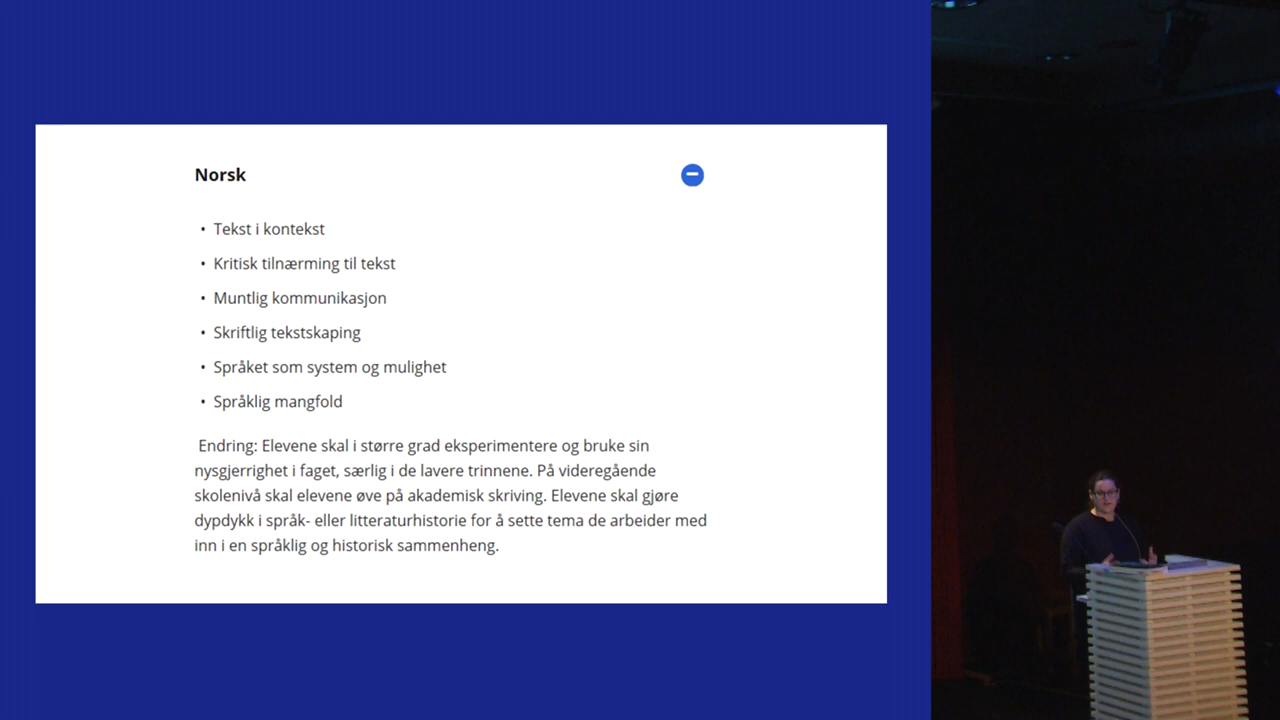 Norsk
• Tekst i kontekst
• Kritisk tilnærming til tekst
• Muntlig kommunikasjon
• Skriftlig tekstskaping
• Språket som system og mulighet
• Språklig mangfold
Endring: Elevene skal i større grad eksperimentere og bruke sin
nysgjerrighet i faget, særlig i de lavere trinnene. På videregående
skolenivå skal elevene øve på akademisk skriving. Elevene skal gjøre
dypdykk i språk- eller litteraturhistorie for å sette tema de arbeider med
inn i en språklig og historisk sammenheng.